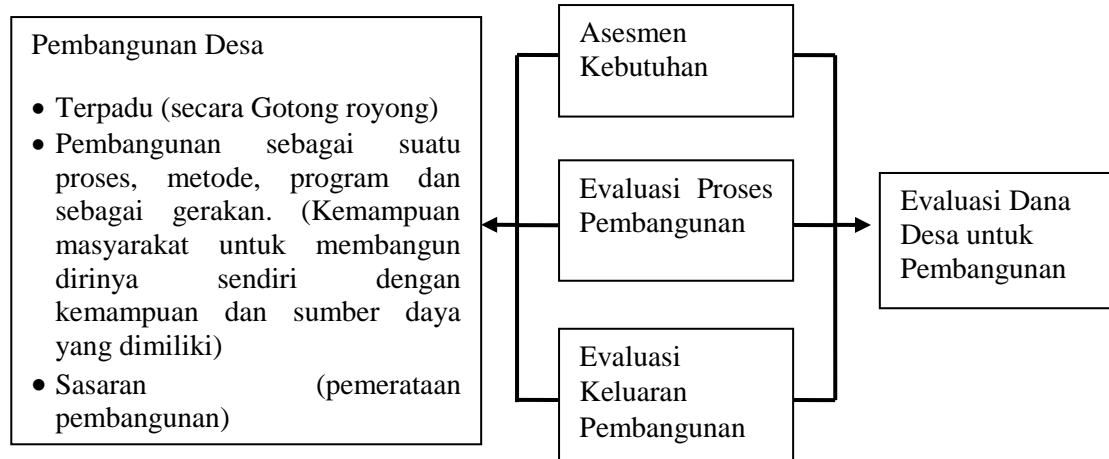 Pembangunan Desa
• Terpadu (secara Gotong royong)
• Pembangunan sebagai suatu
proses, metode, program dan
sebagai gerakan. (Kemampuan
masyarakat untuk membangun
dirinya sendiri dengan
kemampuan dan sumber daya
yang dimiliki)
• Sasaran (pemerataan
pembangunan)
Asesmen
Kebutuhan
Evaluasi Proses
Pembangunan
Evaluasi
Keluaran
Pembangunan
Evaluasi Dana
Desa untuk
Pembangunan